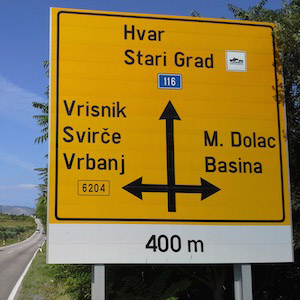 Hvar
Stari Grad
116
Vrisnik
Svirče
Vrbanj
6204
M. Dolac
Basina
400 m